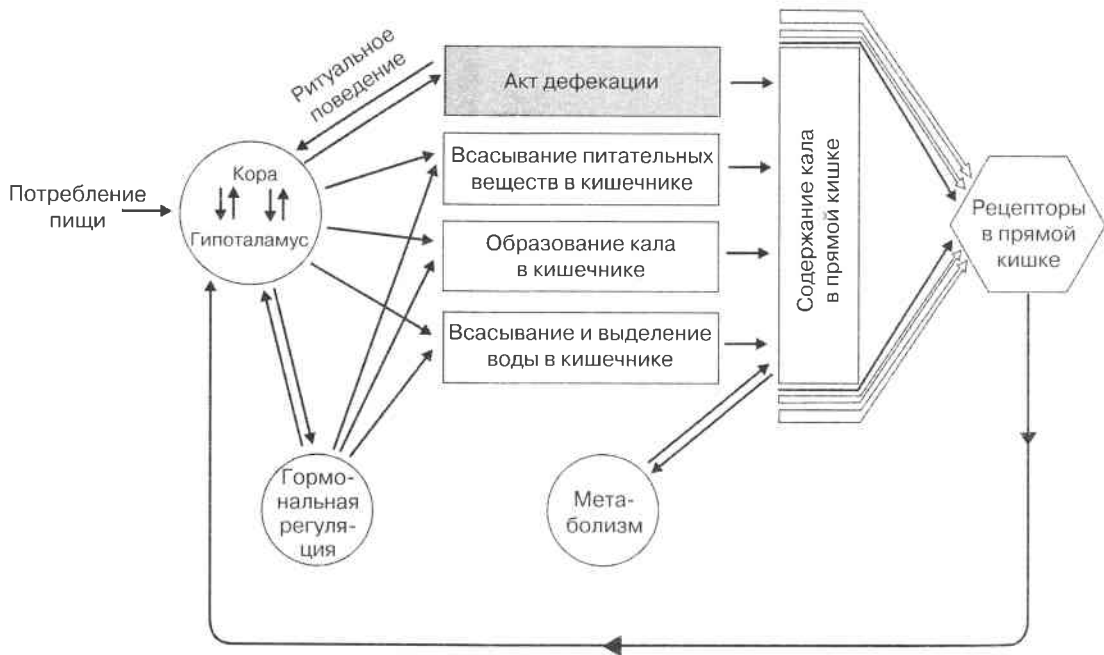 Ритуальное
поведение
Акт дефекации
Потребление
пищи
Кора
Гипоталамус
Всасывание питательных
веществ в кишечнике
Образование кала
в кишечнике
Всасывание и выделение
воды в кишечнике
Содержание кала
в прямой кишке
Рецепторы
в прямой
кишке
Гормо-
нальная
регуля-
ция
Мета-
болизм